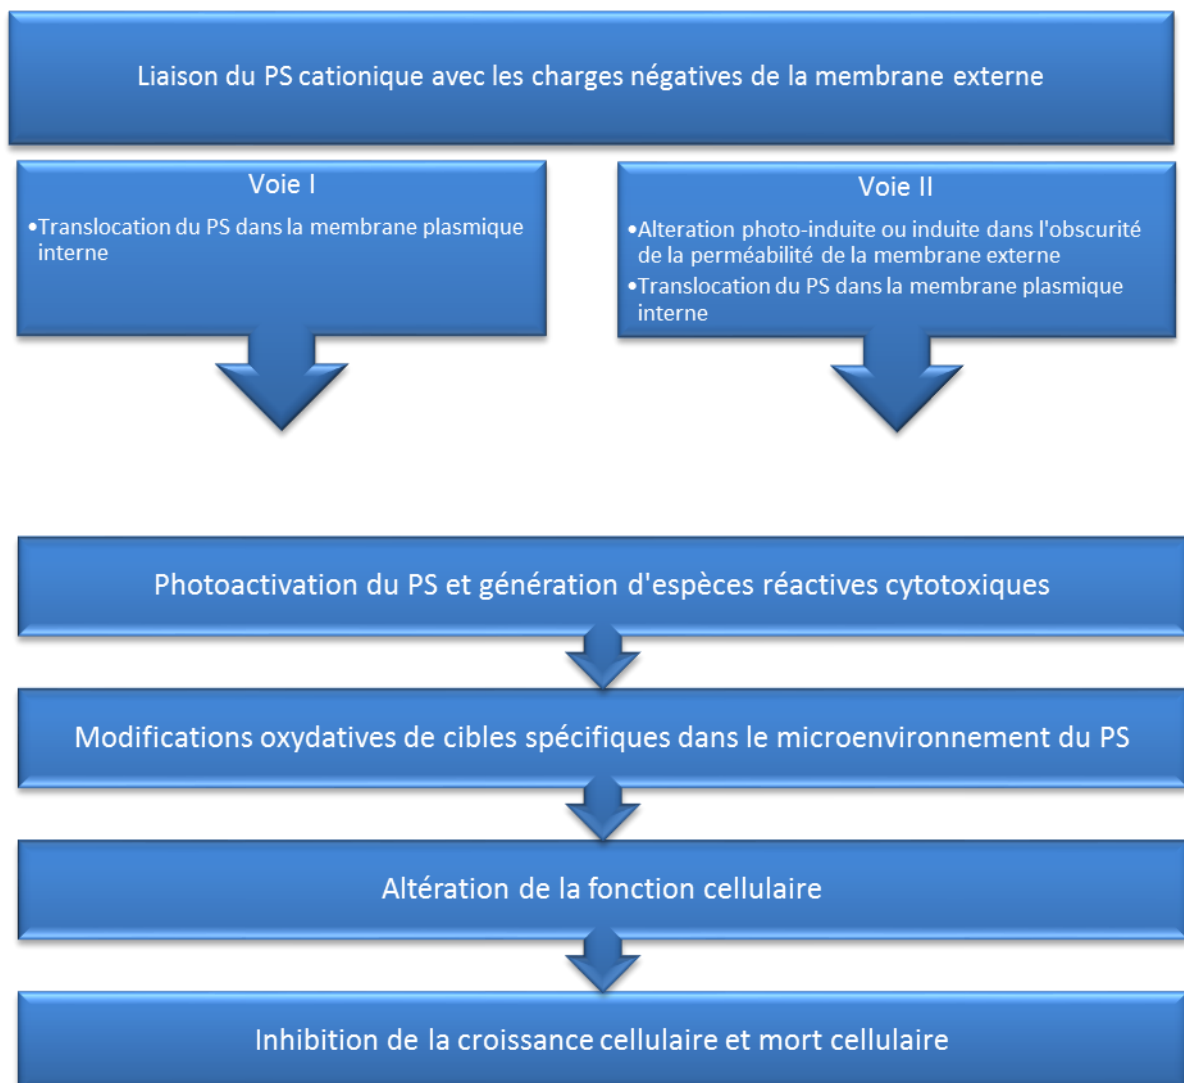 Liaison du PS cationique avec les charges négatives de la membrane externe
Voie I
•Translocation du PS dans la membrane plasmique
interne
Voie II
•Alteration photo-induite ou induite dans l'obscurité
de la perméabilité de la membrane externe
•Translocation du PS dans la membrane plasmique
interne
Photoactivation du PS et génération d'espèces réactives cytotoxiques
Modifications oxydatives de cibles spécifiques dans le microenvironnement du PS
Altération de la fonction cellulaire
Inhibition de la croissance cellulaire et mort cellulaire